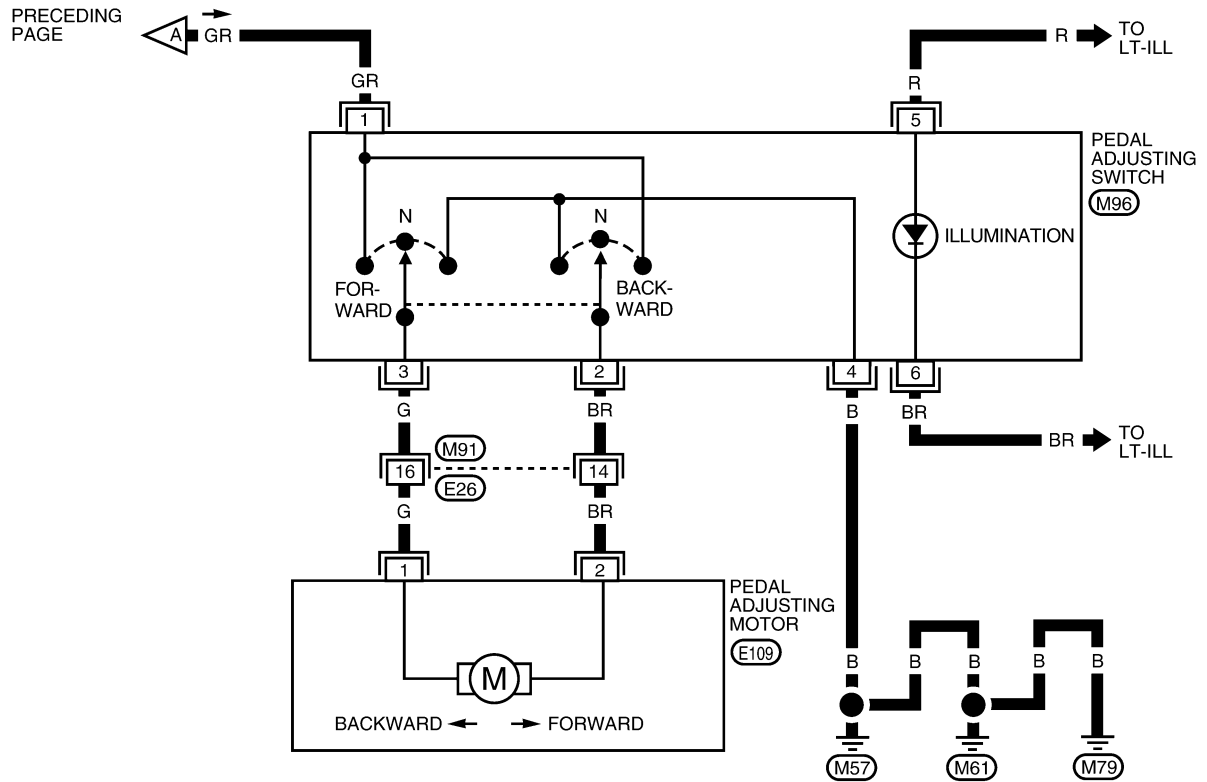 PRECEDING
PAGE
A
GR
R
TO
LT-ILL
GR
R
1
5
PEDAL
ADJUSTING
SWITCH
M96
N
N
ILLUMINATION
FOR-
WARD
BACK-
WARD
3
2
4
6
G
BR
B
BR
BR
TO
LT-ILL
M91
16
14
E26
G
BR
1
2
PEDAL
ADJUSTING
MOTOR
E109
M
BACKWARD
FORWARD
B
B
B
B
B
M57
M61
M79